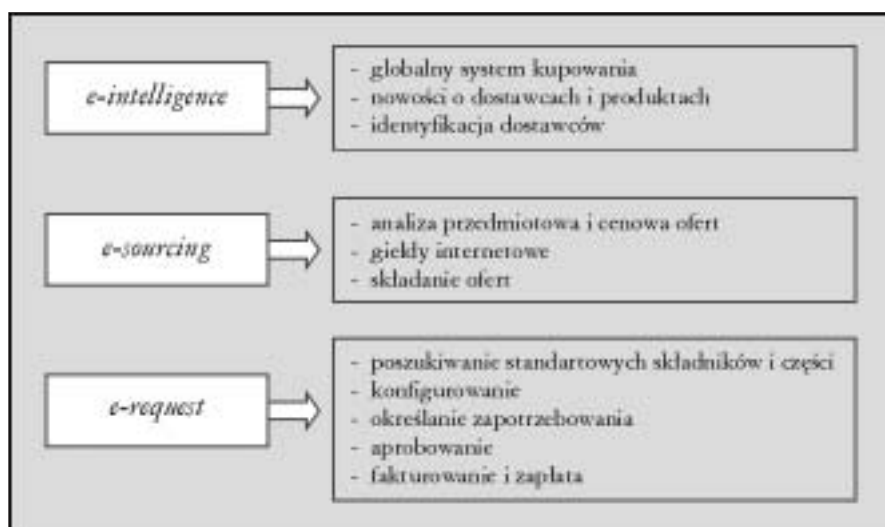 e-intelligence
- globalny system kupowania
- nowości o dostawcach i produktach
- identyfikacja dostawców
e-sourcing
- analiza przedmiotowa i cenowa ofert
- giełdy internetowe
- składanie ofert
e-request
- poszukiwanie standartowych składników i części
- konfigurowanie
- określanie zapotrzebowania
- aprobowanie
- fakturowanie i zapłata